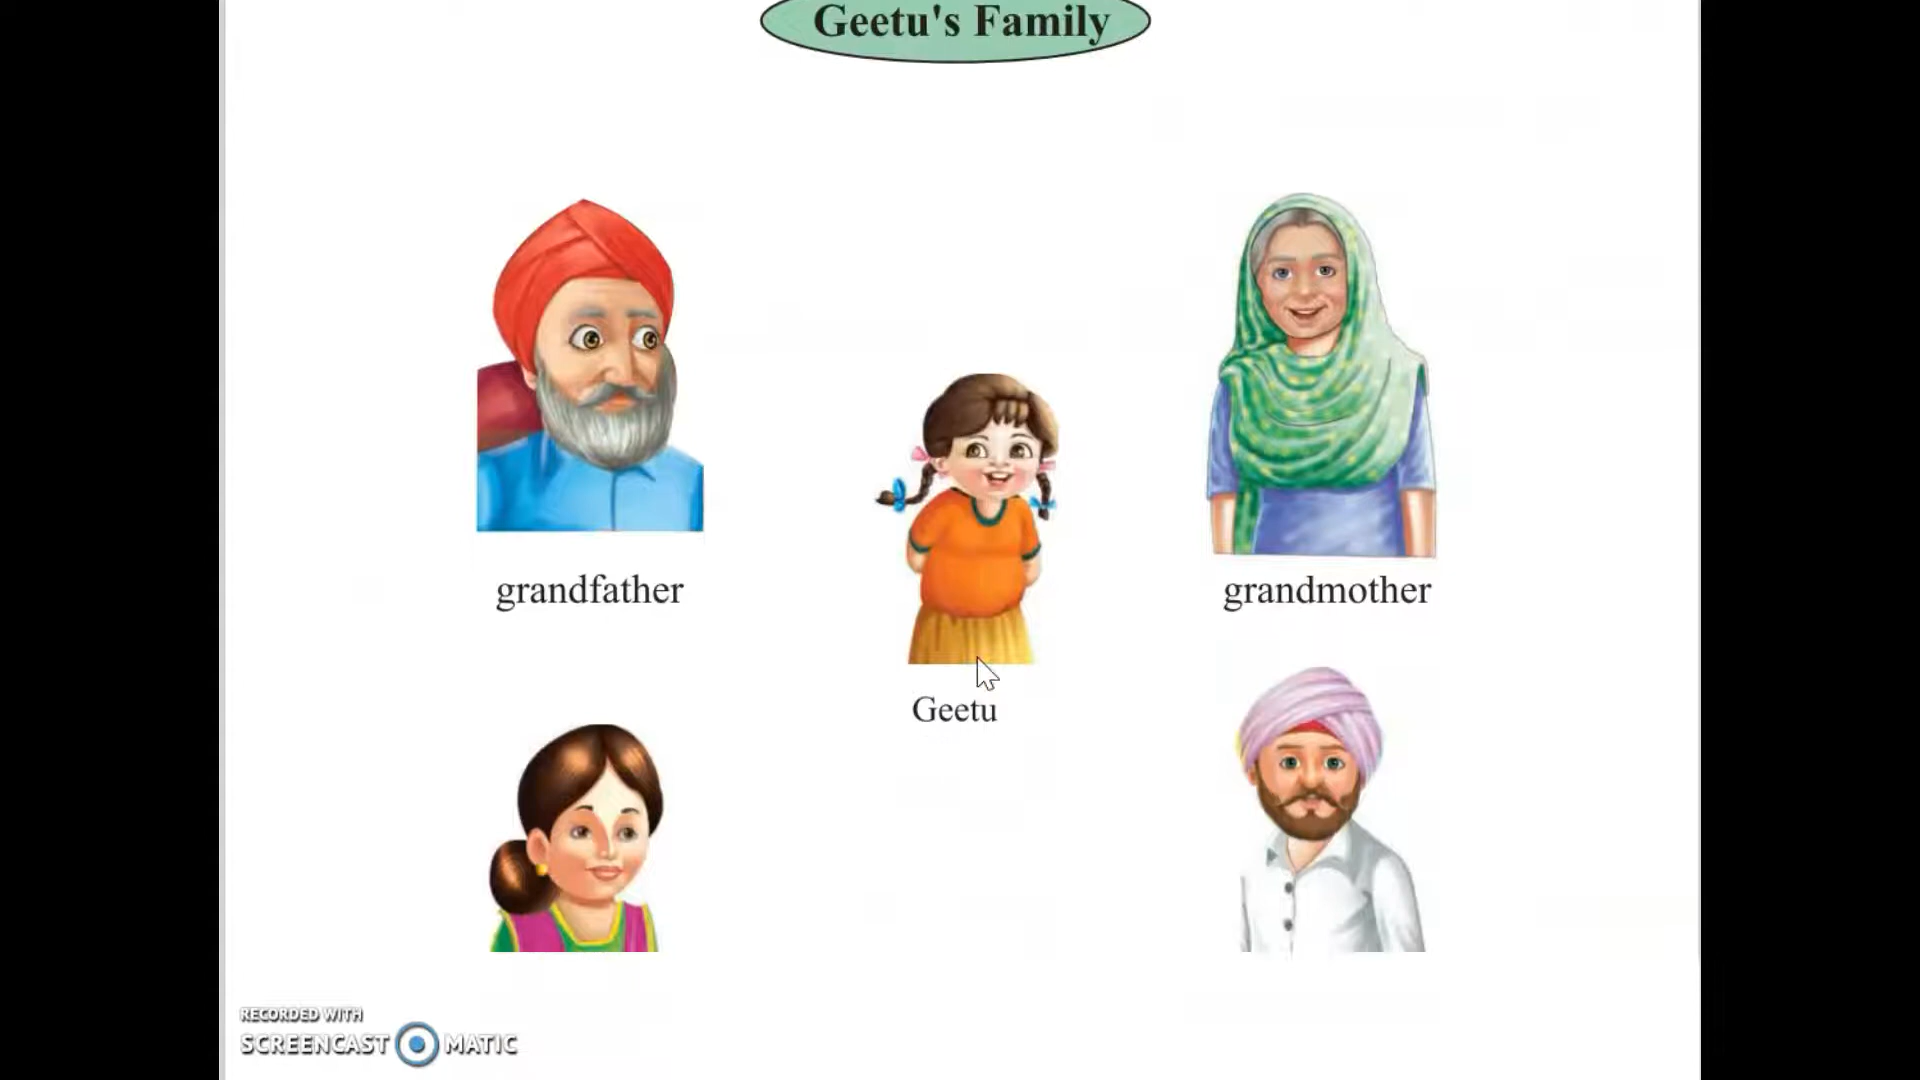 Geetu's Family
grandfather
grandmother
Geetu
RECORDED WITH
SCREENCAST MATIC